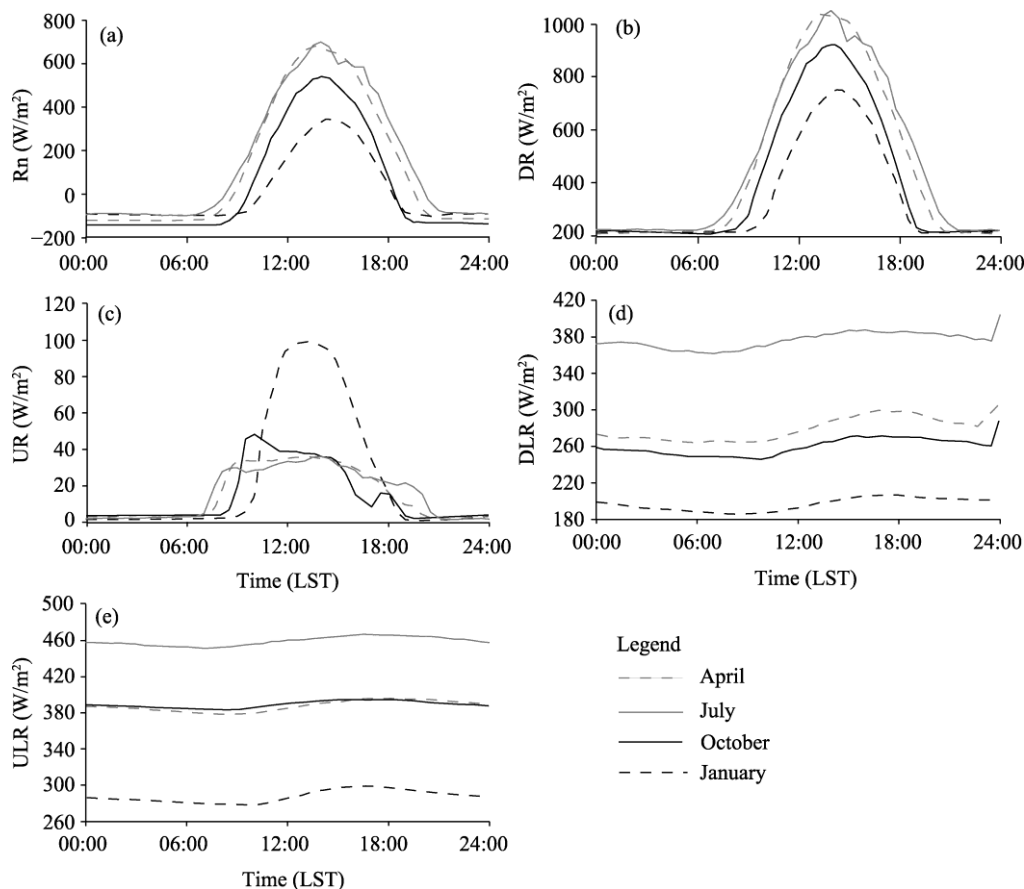 (a)
800
600
400
200
0
−200
Rn (W/m²)
00:00 06:00 12:00 18:00 24:00
(b)
1000
800
600
400
200
DR (W/m²)
00:00 06:00 12:00 18:00 24:00
(c)
120
100
80
60
40
20
0
UR (W/m²)
00:00 06:00 12:00 18:00 24:00
Time (LST)
(d)
420
380
340
300
260
220
180
DLR (W/m²)
00:00 06:00 12:00 18:00 24:00
Time (LST)
(e)
500
460
420
380
340
300
260
ULR (W/m²)
00:00 06:00 12:00 18:00 24:00
Time (LST)
Legend
April
July
October
January